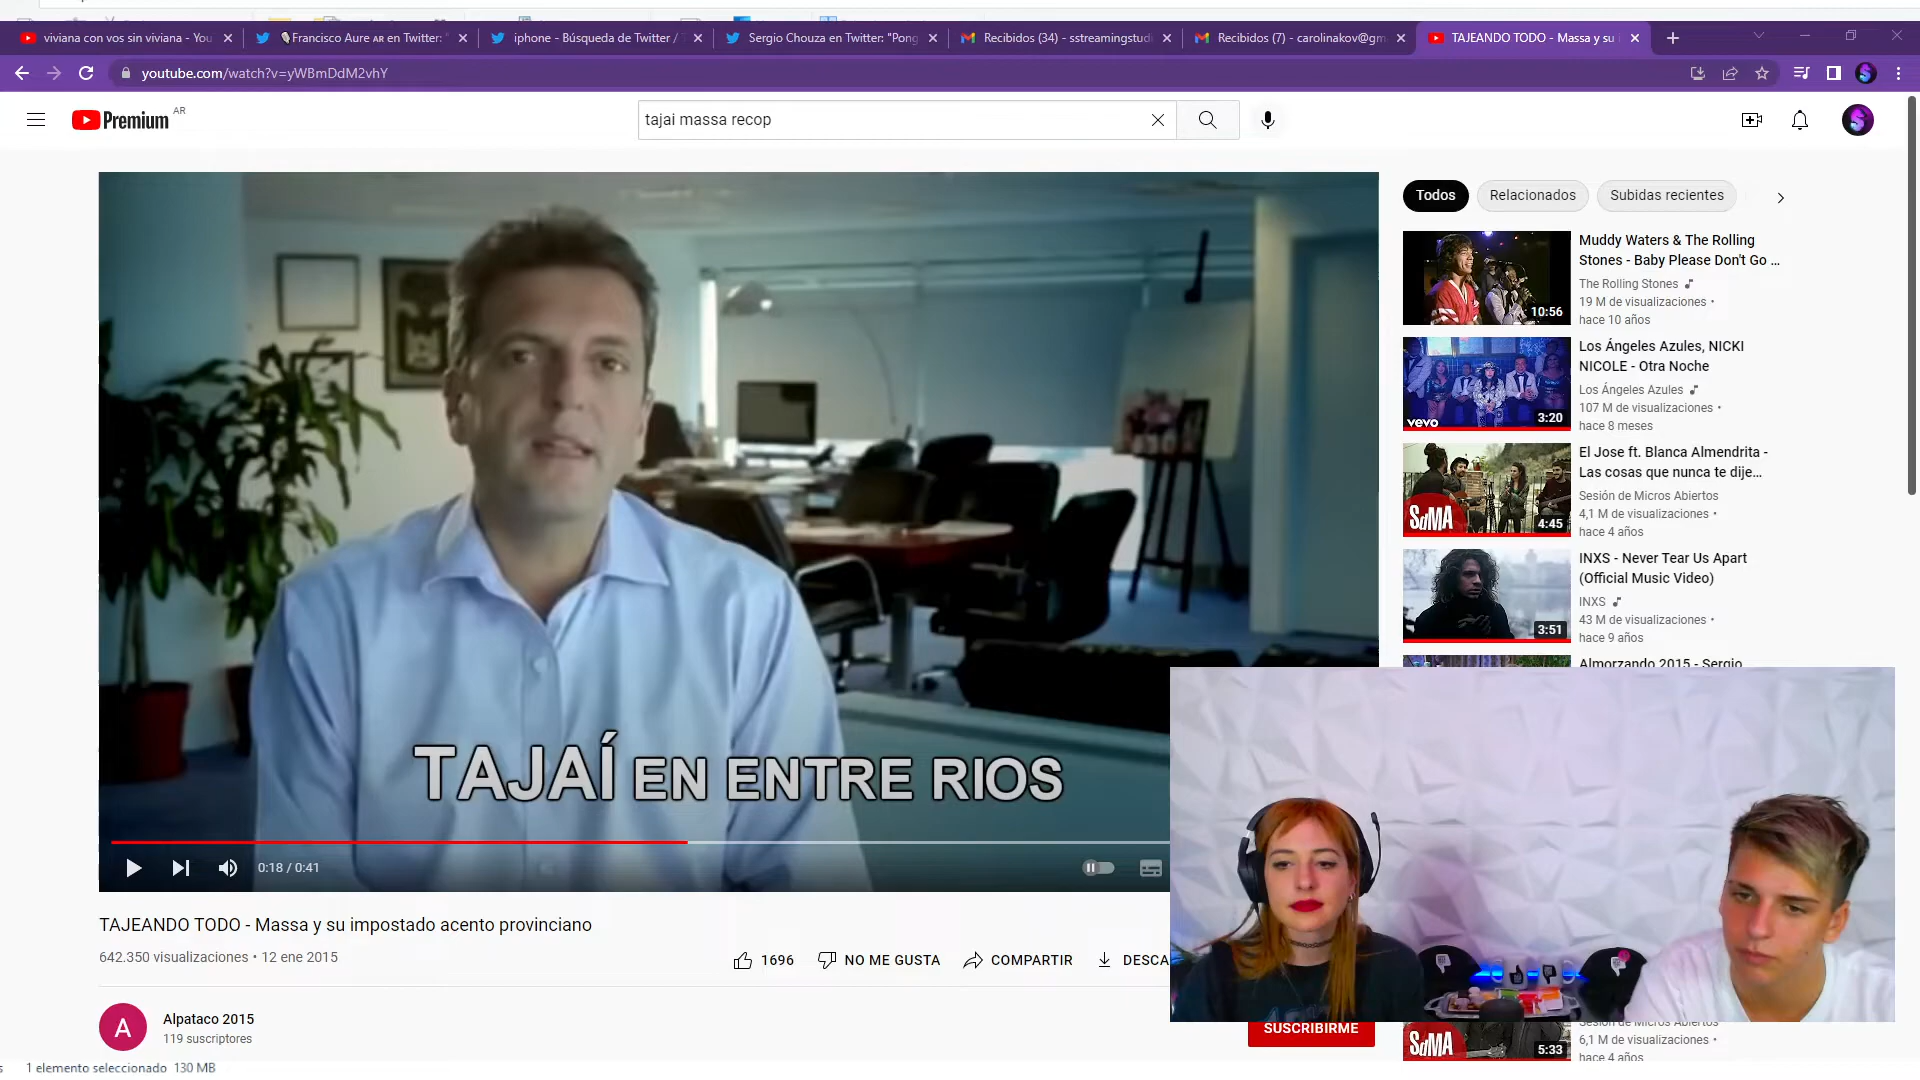 viviana con vos sin viviana - You
Francisco Aure AR en Twitter: "
iphone - Búsqueda de Twitter /
Sergio Chouza en Twitter: "Pong
Recibidos (34) - sstreamingstudi
Recibidos (7) - carolinakov@gm
TAJEANDO TODO - Massa y su
youtube.com/watch?v=yWBmDdM2vhY
Premium AR
tajai massa recop
Todos
Relacionados
Subidas recientes
Muddy Waters & The Rolling
Stones - Baby Please Don't Go ...
The Rolling Stones
19 M de visualizaciones •
hace 10 años
10:56
Los Ángeles Azules, NICKI
NICOLE - Otra Noche
Los Ángeles Azules
107 M de visualizaciones •
hace 8 meses
vevo
3:20
El Jose ft. Blanca Almendrita -
Las cosas que nunca te dije...
Sesión de Micros Abiertos
4,1 M de visualizaciones •
hace 4 años
SdMA
4:45
INXS - Never Tear Us Apart
(Official Music Video)
INXS
43 M de visualizaciones •
hace 9 años
3:51
Almorzando 2015 - Sergio
TAJAÍ EN ENTRE RIOS
0:18 / 0:41
TAJEANDO TODO - Massa y su impostado acento provinciano
642.350 visualizaciones • 12 ene 2015
1696
NO ME GUSTA
COMPARTIR
DESCA
A
Alpataco 2015
119 suscriptores
SUSCRIBIRME
Sesión de Micros Abiertos
6,1 M de visualizaciones •
hace 4 años
SdMA
5:33
1 elemento seleccionado 130 MB